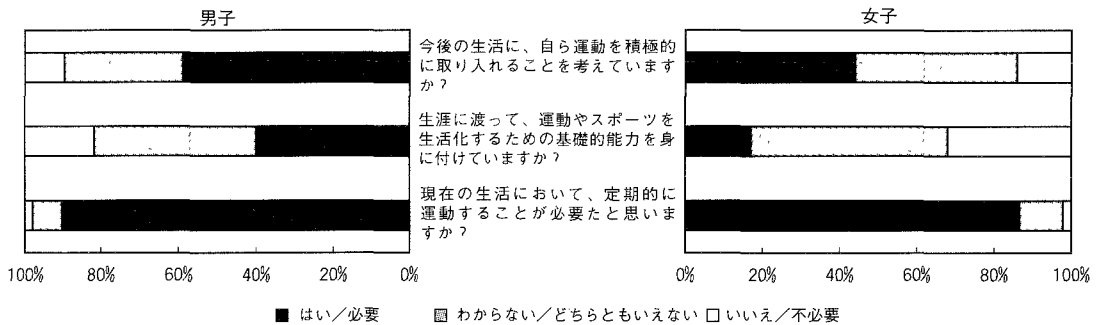 男子
女子
今後の生活に、自ら運動を積極的
に取り入れることを考えています
か？
生涯に渡って、運動やスポーツを
生活化するための基礎的能力を身
に付けていますか？
現在の生活において、定期的に
運動することが必要たと思います
か？
100% 80% 60% 40% 20% 0%
0% 20% 40% 60% 80% 100%
はい／必要 わからない／どちらともいえない いいえ／不必要